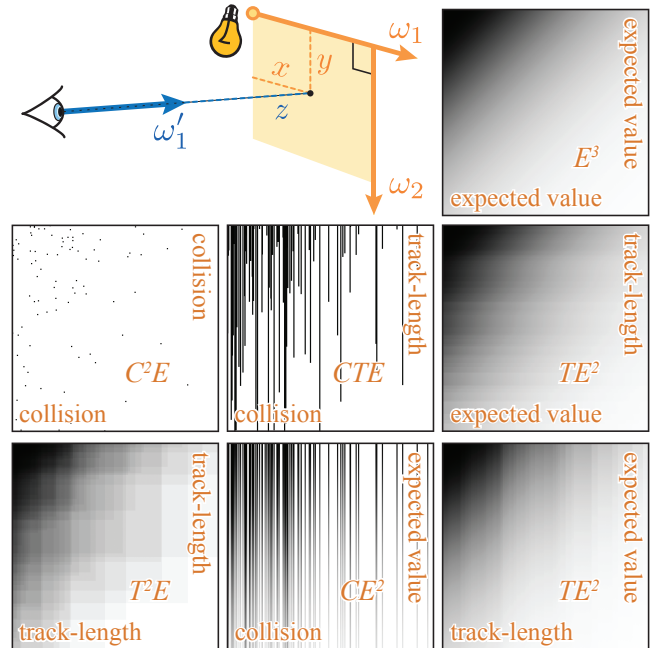 ω₁
x
y
z
ω₁′
ω₂
expected value
E³
expected value
collision
C²E
collision
track-length
CTE
collision
track-length
TE²
expected value
track-length
T²E
track-length
expected value
CE²
collision
expected value
TE²
track-length